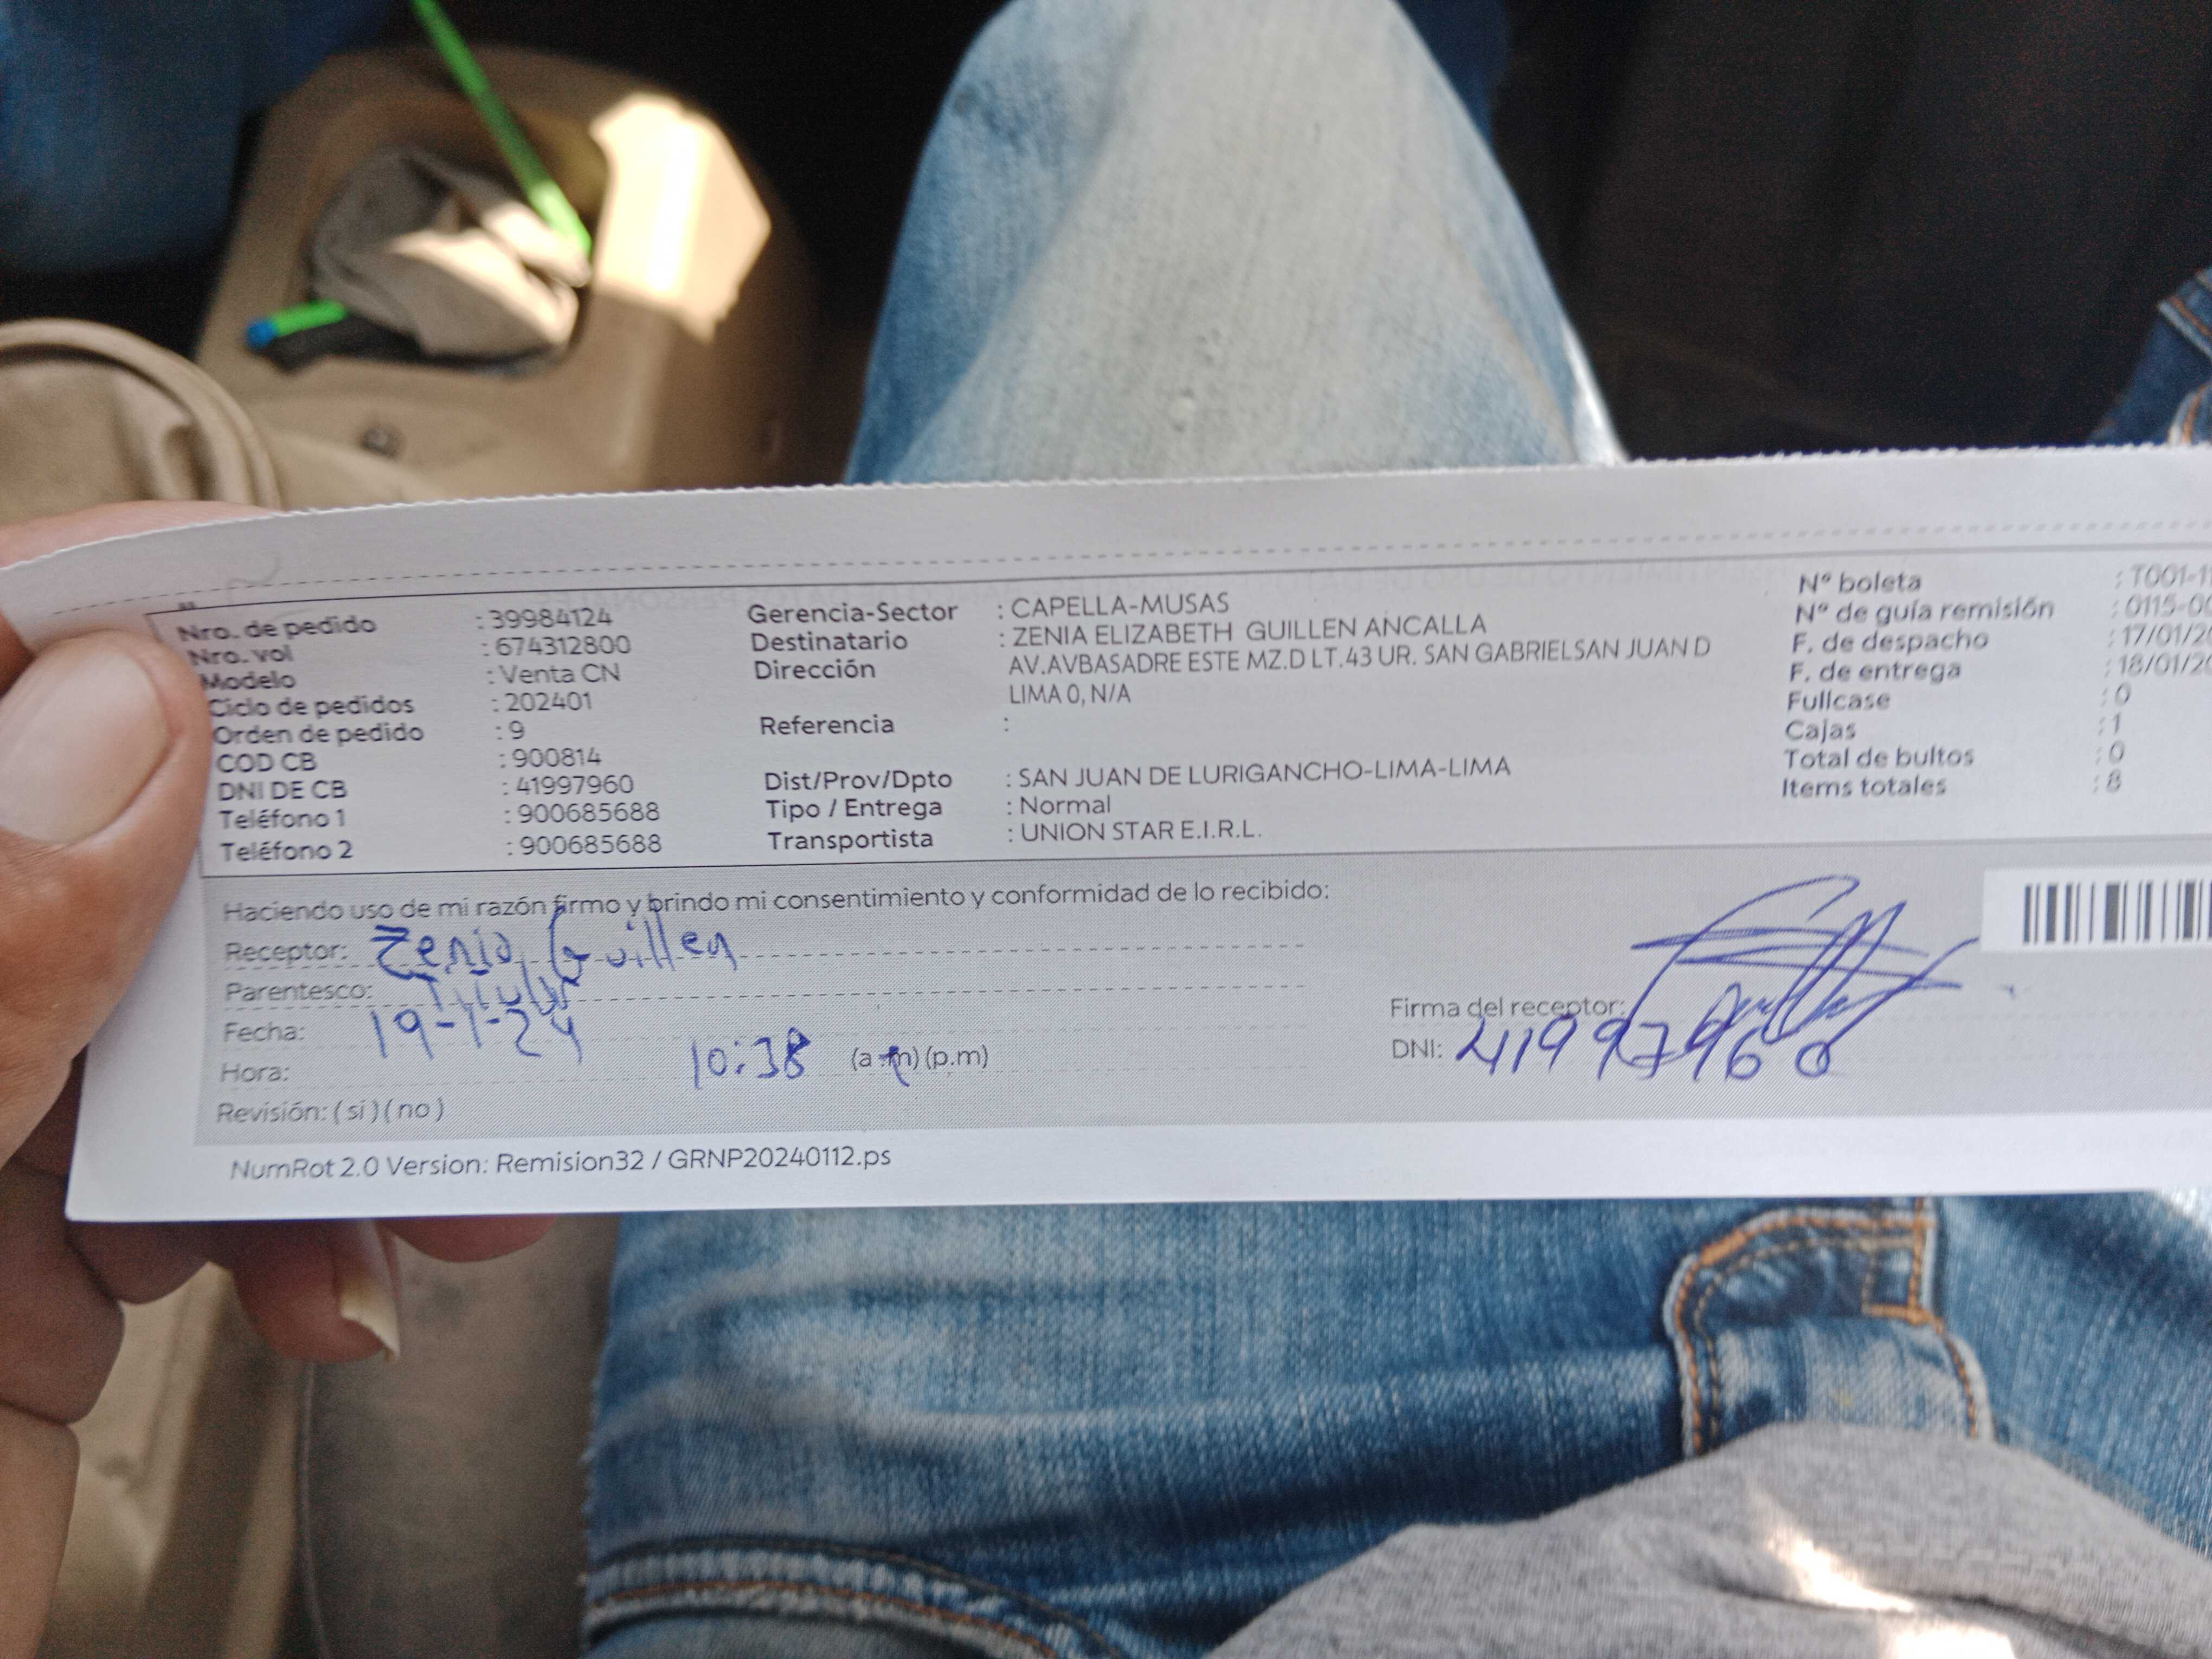 Nro. de pedido : 39984124
Nro. vol : 674312800
Modelo : Venta CN
Ciclo de pedidos : 202401
Orden de pedido : 9
COD CB : 900814
DNI DE CB : 41997960
Teléfono 1 : 900685688
Teléfono 2 : 900685688
Gerencia-Sector : CAPELLA-MUSAS
Destinatario : ZENIA ELIZABETH GUILLEN ANCALLA
Dirección AV.AVBASADRE ESTE MZ.D LT.43 UR. SAN GABRIELSAN JUAN D
LIMA 0, N/A
Referencia :
Dist/Prov/Dpto : SAN JUAN DE LURIGANCHO-LIMA-LIMA
Tipo / Entrega : Normal
Transportista : UNION STAR E.I.R.L.
N° boleta : T001-1
N° de guía remisión : 0115-00
F. de despacho : 17/01/20
F. de entrega : 18/01/20
Fullcase : 0
Cajas : 1
Total de bultos : 0
Items totales : 8
Haciendo uso de mi razón firmo y brindo mi consentimiento y conformidad de lo recibido:
Receptor: Zenia Guillen
Parentesco: Titular
Fecha: 19-1-24
Hora: 10:38 (a.m) (p.m)
Revisión: ( si ) ( no )
Firma del receptor:
DNI: 41997960
NumRot 2.0 Version: Remision32 / GRNP20240112.ps